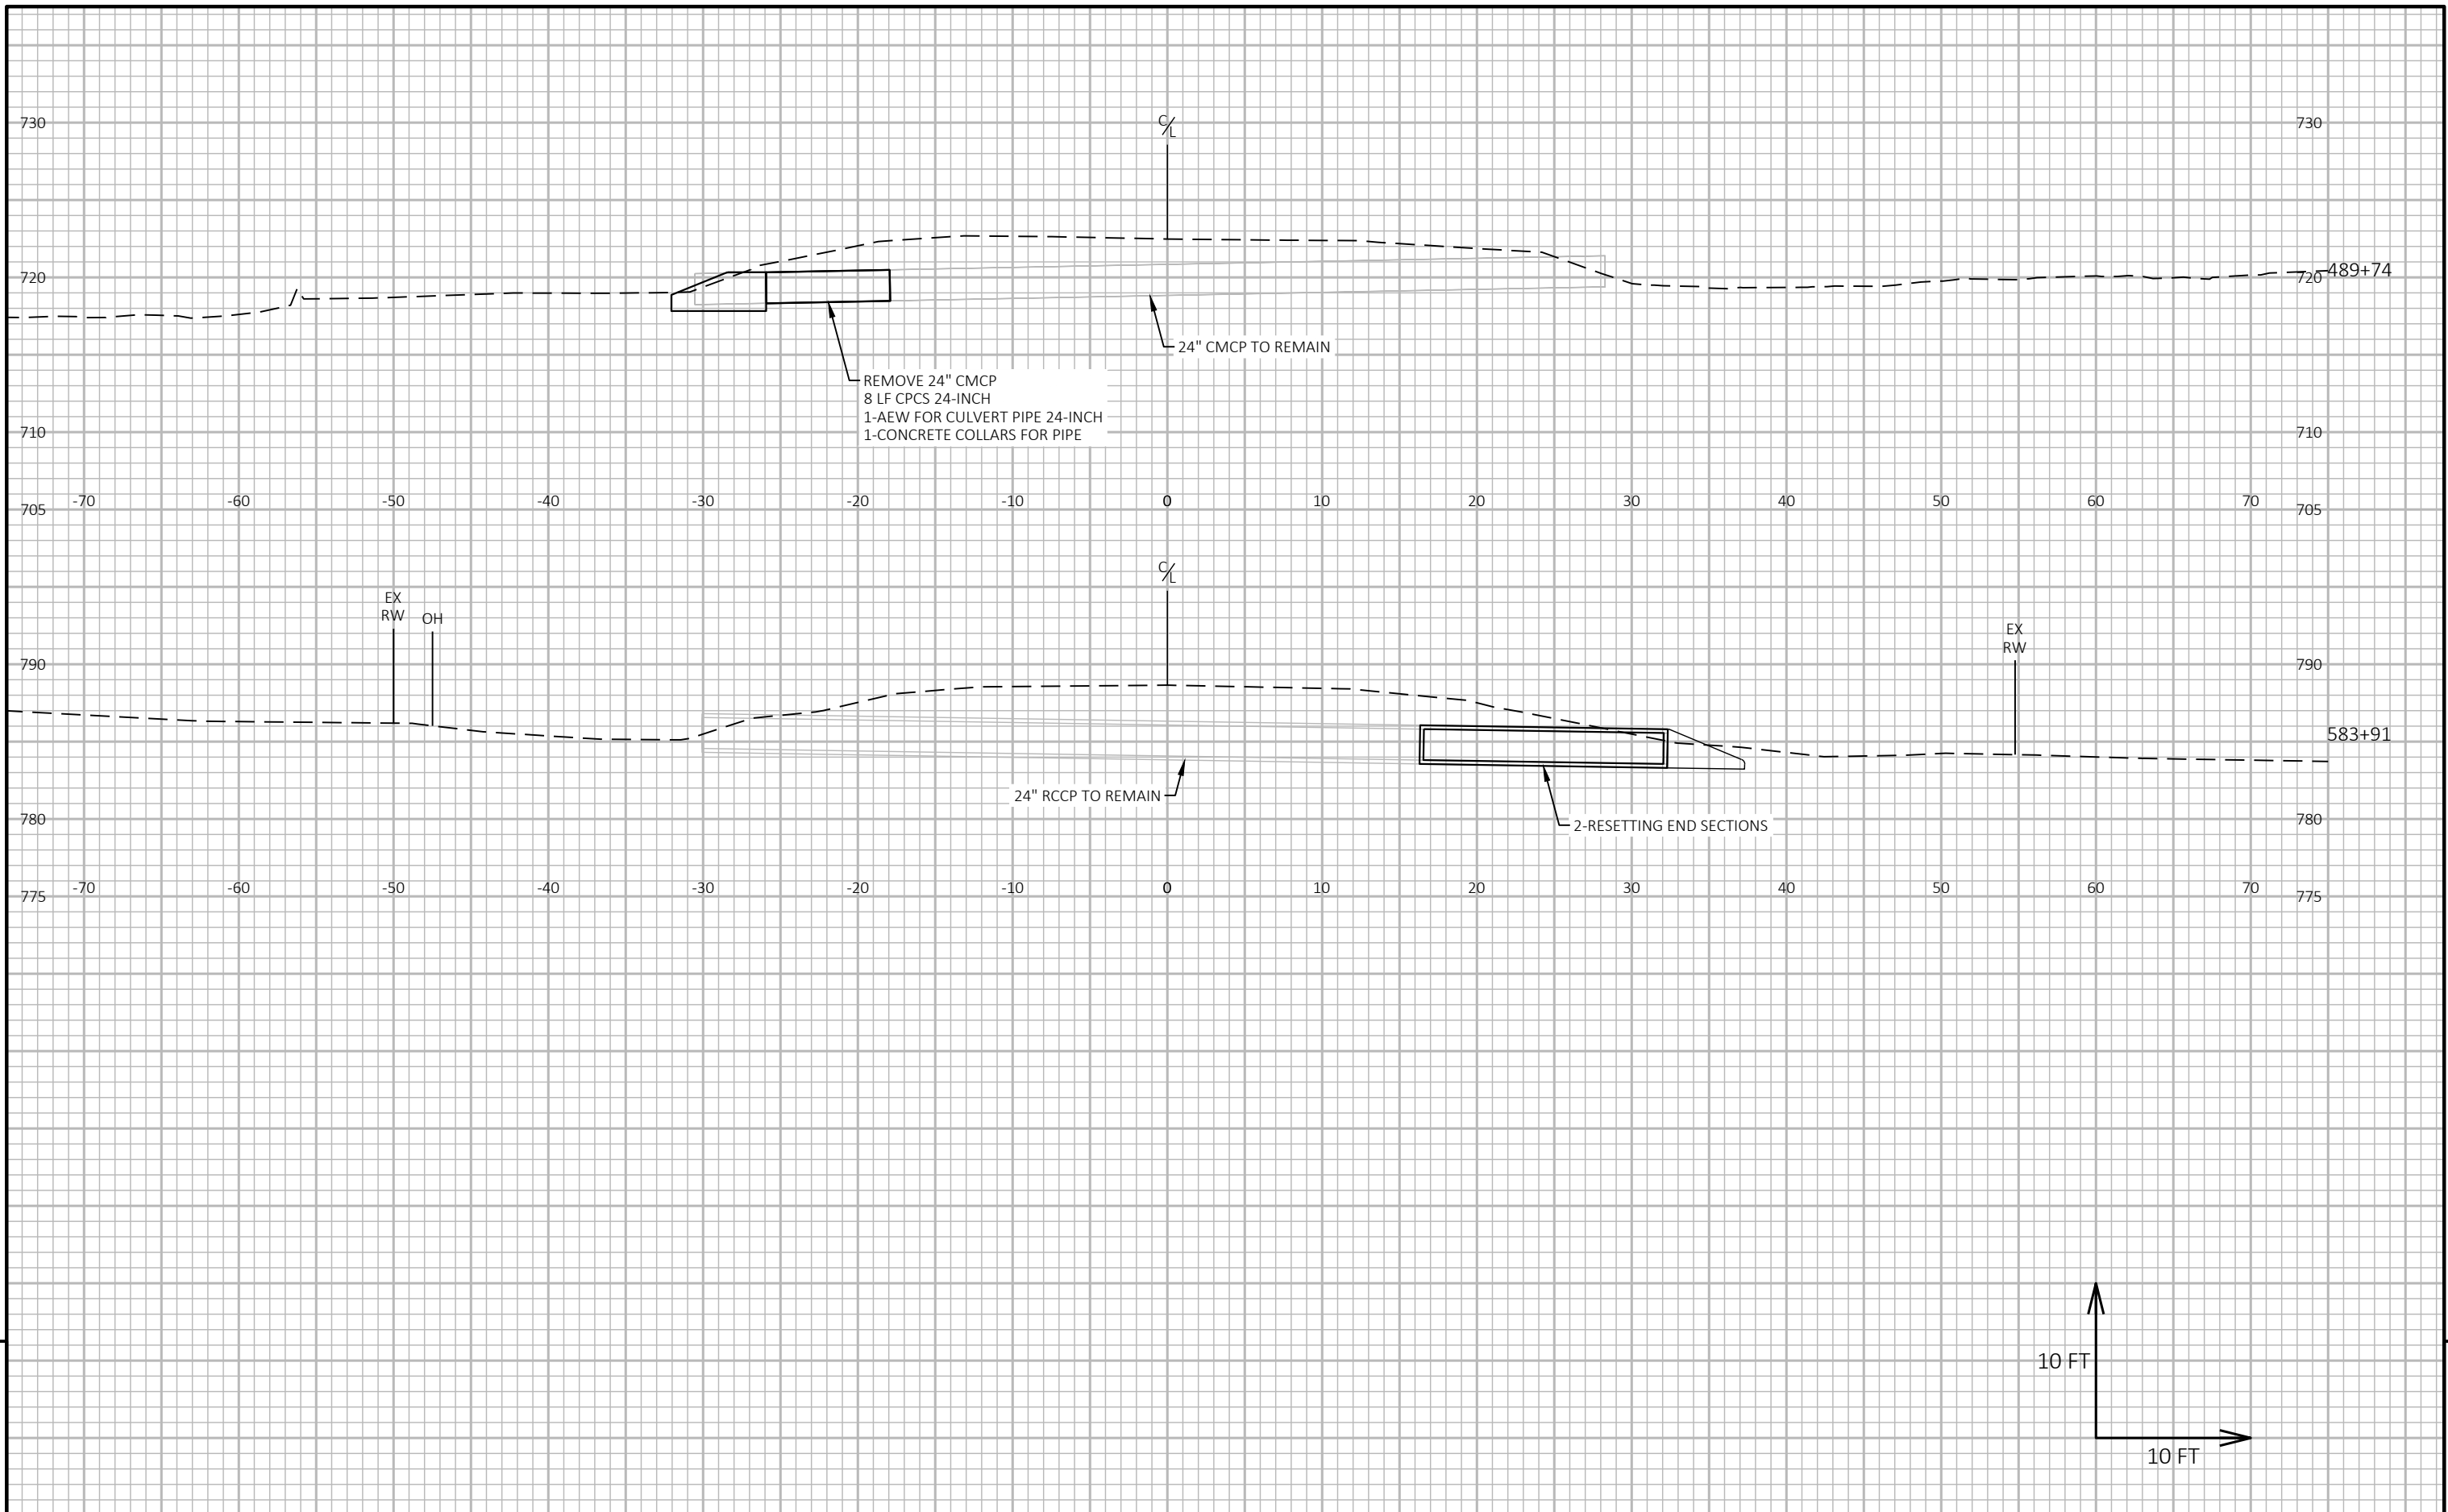 730
C/L
730
720
720
489+74
24" CMCP TO REMAIN
REMOVE 24" CMCP
8 LF CPCS 24-INCH
1-AEW FOR CULVERT PIPE 24-INCH
1-CONCRETE COLLARS FOR PIPE
710
710
-70 -60 -50 -40 -30 -20 -10 0 10 20 30 40 50 60 70
705
705
C/L
EX
RW
OH
EX
RW
790
790
583+91
24" RCCP TO REMAIN
780
780
2-RESETTING END SECTIONS
-70 -60 -50 -40 -30 -20 -10 0 10 20 30 40 50 60 70
775
775
10 FT
10 FT